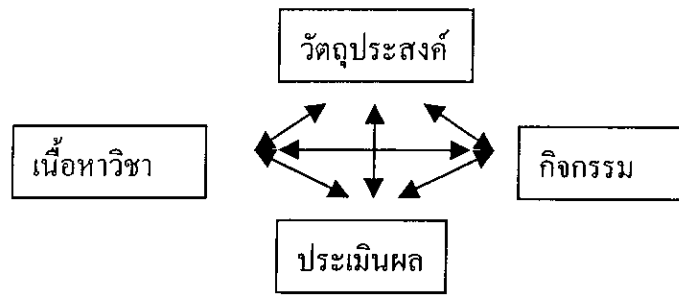 วัตถุประสงค์
เนื้อหาวิชา
กิจกรรม
ประเมินผล